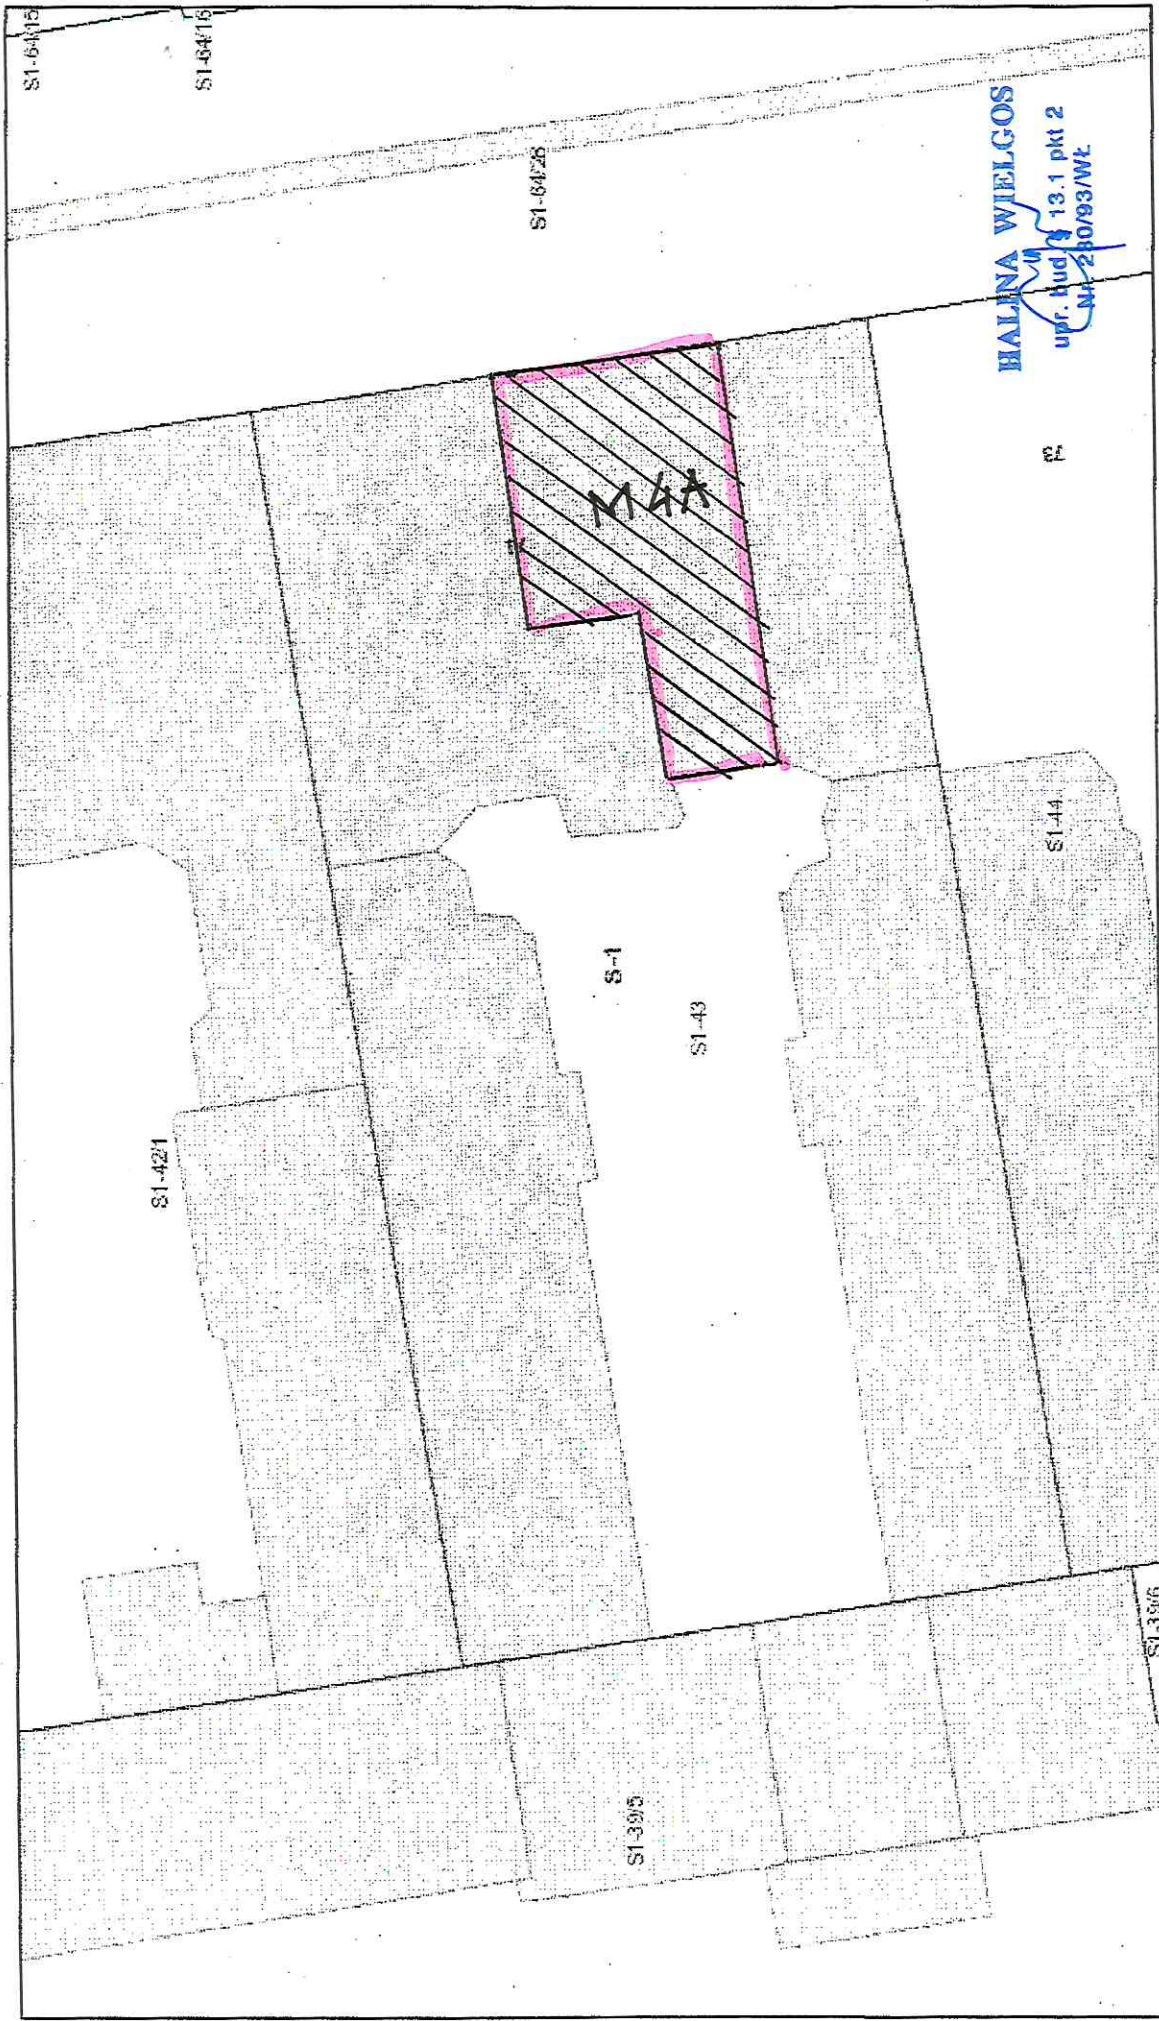 S1-64/15
S1-64/16
S1-64/28
HALINA WIELGOS
upr. bud. § 13.1 pkt 2
Nr. 280/93/WŁ
M4A
S1-44
S-1
S1-43
S1-42/1
S1-39/5
S1-39/6